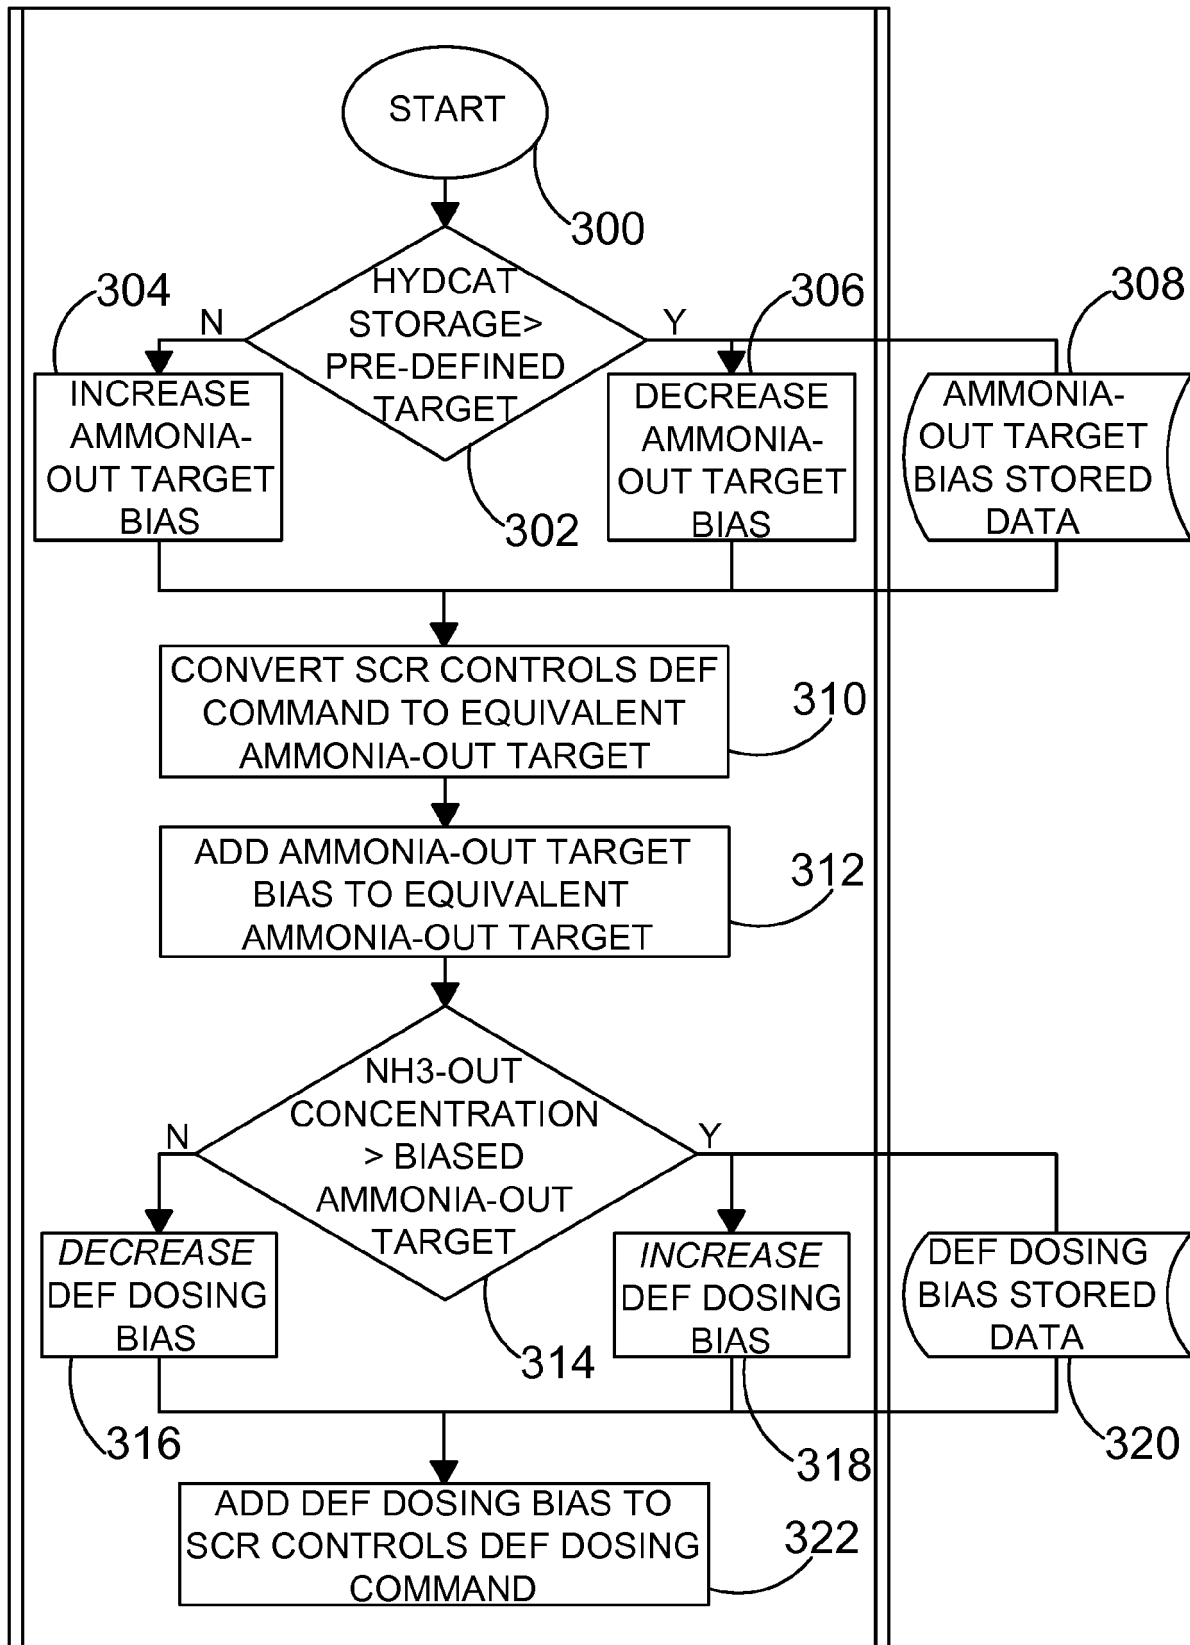 START
300
HYDCAT
STORAGE>
PRE-DEFINED
TARGET
302
N
Y
304
INCREASE
AMMONIA-
OUT TARGET
BIAS
306
DECREASE
AMMONIA-
OUT TARGET
BIAS
308
AMMONIA-
OUT TARGET
BIAS STORED
DATA
CONVERT SCR CONTROLS DEF
COMMAND TO EQUIVALENT
AMMONIA-OUT TARGET
310
ADD AMMONIA-OUT TARGET
BIAS TO EQUIVALENT
AMMONIA-OUT TARGET
312
NH3-OUT
CONCENTRATION
> BIASED
AMMONIA-OUT
TARGET
314
N
Y
DECREASE
DEF DOSING
BIAS
316
INCREASE
DEF DOSING
BIAS
318
DEF DOSING
BIAS STORED
DATA
320
ADD DEF DOSING BIAS TO
SCR CONTROLS DEF DOSING
COMMAND
322